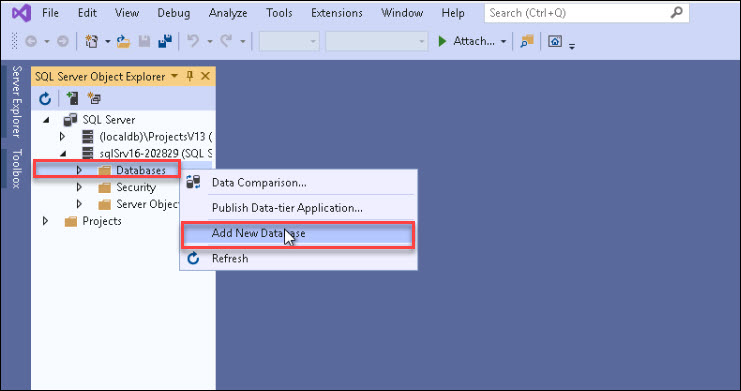 File Edit View Debug Analyze Tools Extensions Window Help Search (Ctrl+Q)
Attach...
Server Explorer
Toolbox
SQL Server Object Explorer
SQL Server
(localdb)\ProjectsV13 (
sqlSrv16-202829 (SQL S
Databases
Security
Server Objec
Projects
Data Comparison...
Publish Data-tier Application...
Add New Database
Refresh